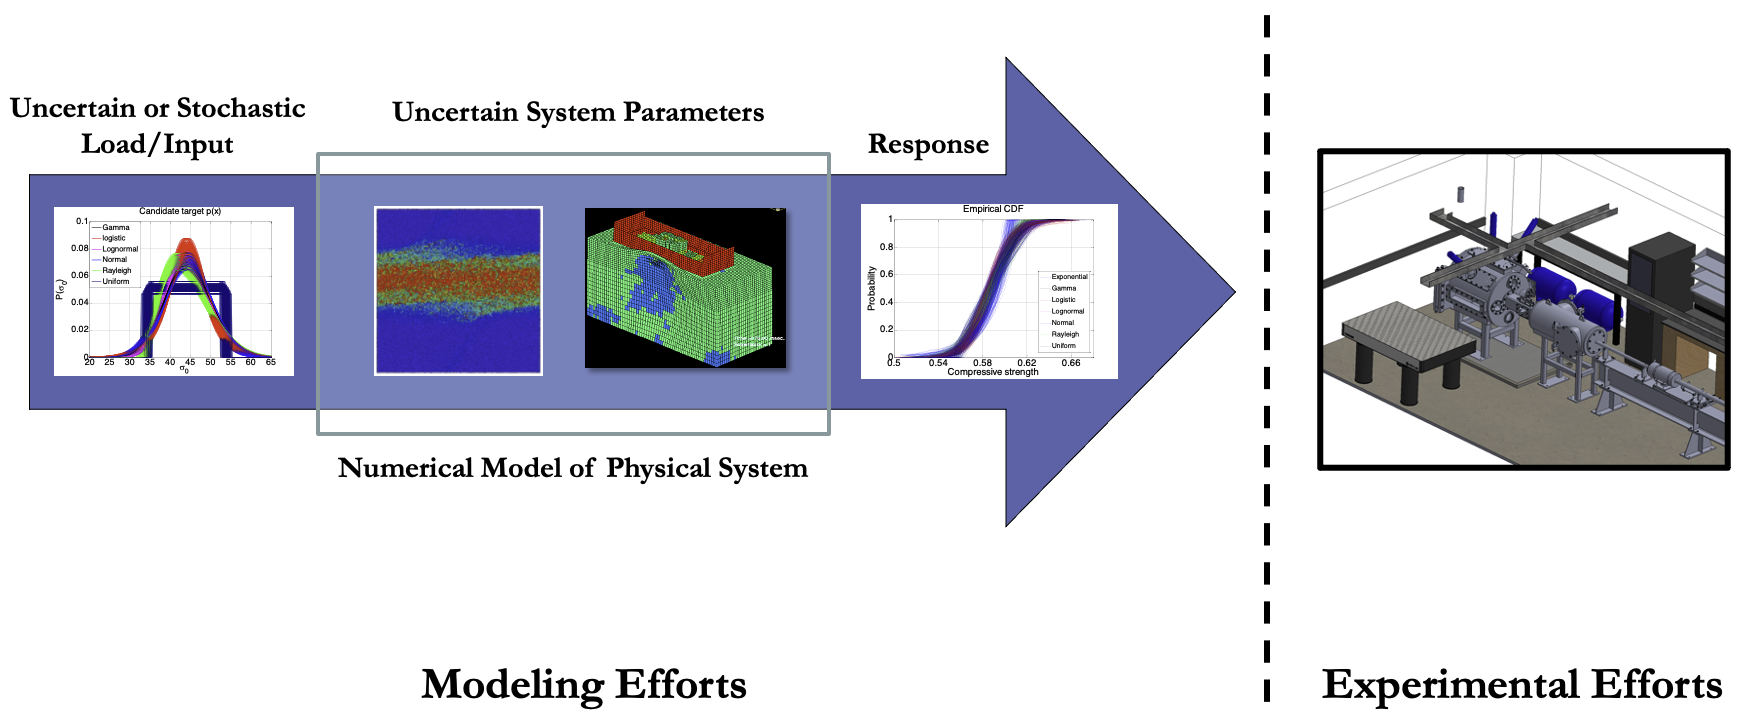 Uncertain or Stochastic
Load/Input
Uncertain System Parameters
Response
Candidate target p(x)
0.1
0.08
0.06
0.04
0.02
0
P(σ₀)
Gamma
logistic
Lognormal
Normal
Rayleigh
Uniform
20 25 30 35 40 45 50 55 60 65
σ₀
Empirical CDF
1
0.8
0.6
0.4
0.2
0
Probability
Exponential
Gamma
Logistic
Lognormal
Normal
Rayleigh
Uniform
0.5 0.54 0.58 0.62 0.66
Compressive strength
Numerical Model of Physical System
Modeling Efforts
Experimental Efforts